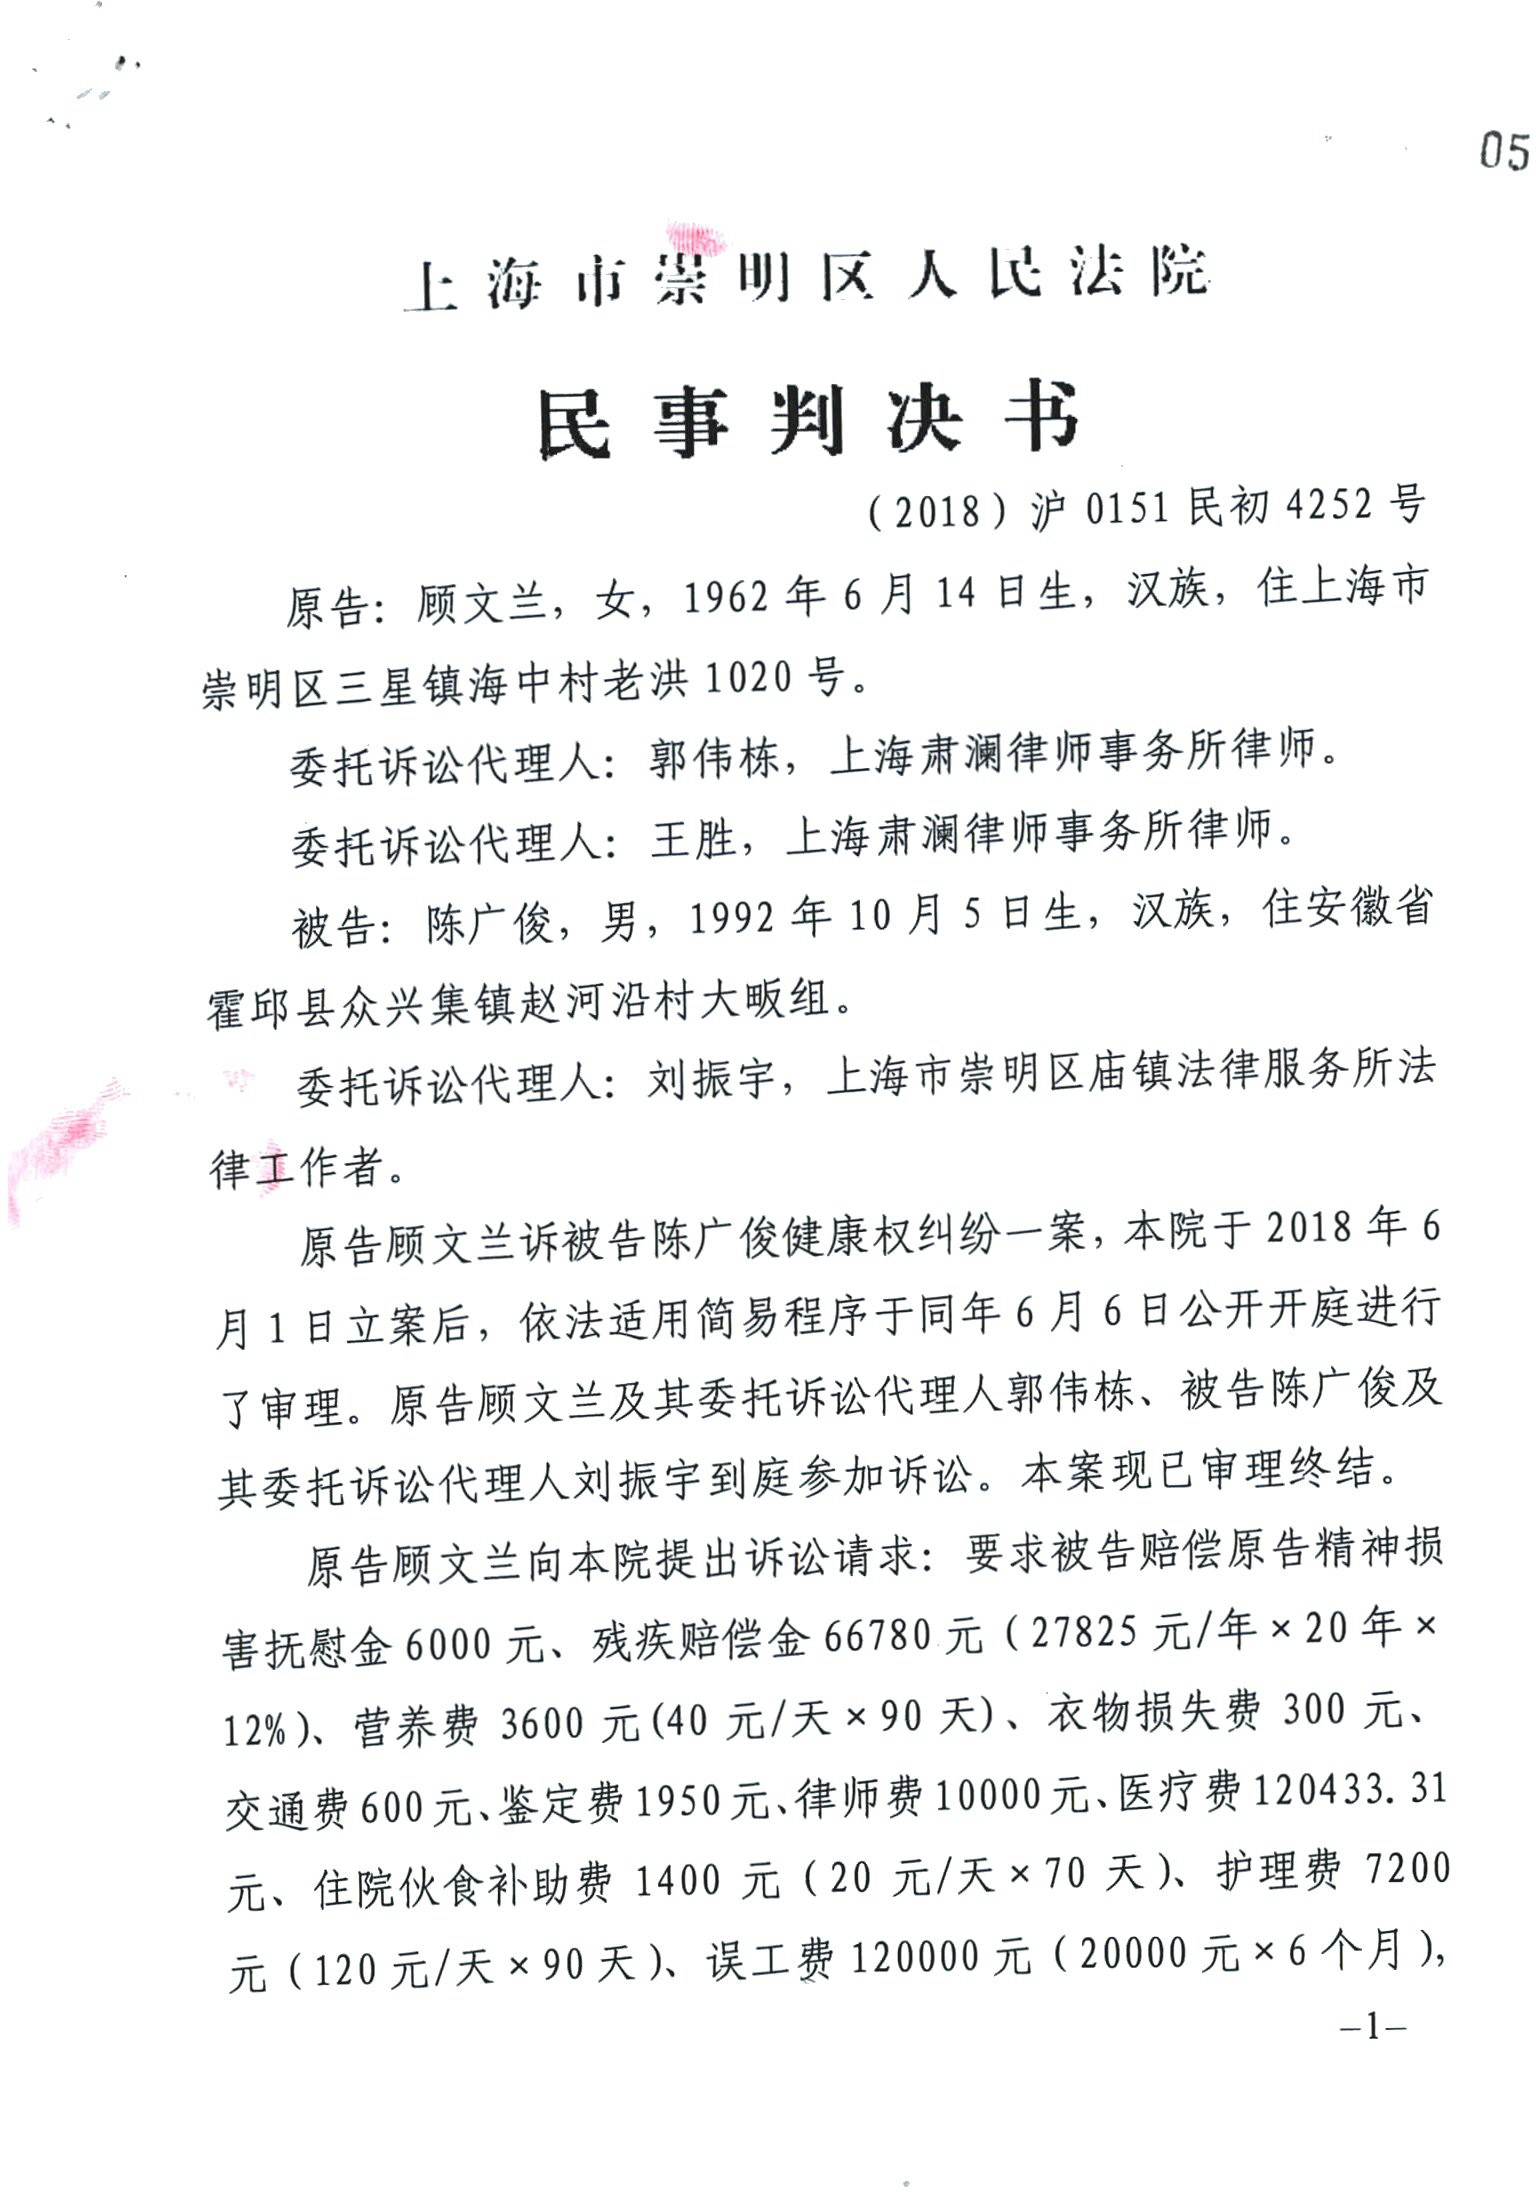 05
上海市崇明区人民法院
民事判决书
（2018）沪 0151 民初 4252 号
原告：顾文兰，女，1962 年 6 月 14 日生，汉族，住上海市
崇明区三星镇海中村老洪 1020 号。
委托诉讼代理人：郭伟栋，上海肃澜律师事务所律师。
委托诉讼代理人：王胜，上海肃澜律师事务所律师。
被告：陈广俊，男，1992 年 10 月 5 日生，汉族，住安徽省
霍邱县众兴集镇赵河沿村大畈组。
委托诉讼代理人：刘振宇，上海市崇明区庙镇法律服务所法
律工作者。
原告顾文兰诉被告陈广俊健康权纠纷一案，本院于 2018 年 6
月 1 日立案后，依法适用简易程序于同年 6 月 6 日公开开庭进行
了审理。原告顾文兰及其委托诉讼代理人郭伟栋、被告陈广俊及
其委托诉讼代理人刘振宇到庭参加诉讼。本案现已审理终结。
原告顾文兰向本院提出诉讼请求：要求被告赔偿原告精神损
害抚慰金 6000 元、残疾赔偿金 66780 元（27825 元/年×20 年×
12%）、营养费 3600 元(40 元/天×90 天)、衣物损失费 300 元、
交通费 600 元、鉴定费 1950 元、律师费 10000 元、医疗费 120433.31
元、住院伙食补助费 1400 元（20 元/天×70 天）、护理费 7200
元（120 元/天×90 天）、误工费 120000 元（20000 元×6 个月），
—1—